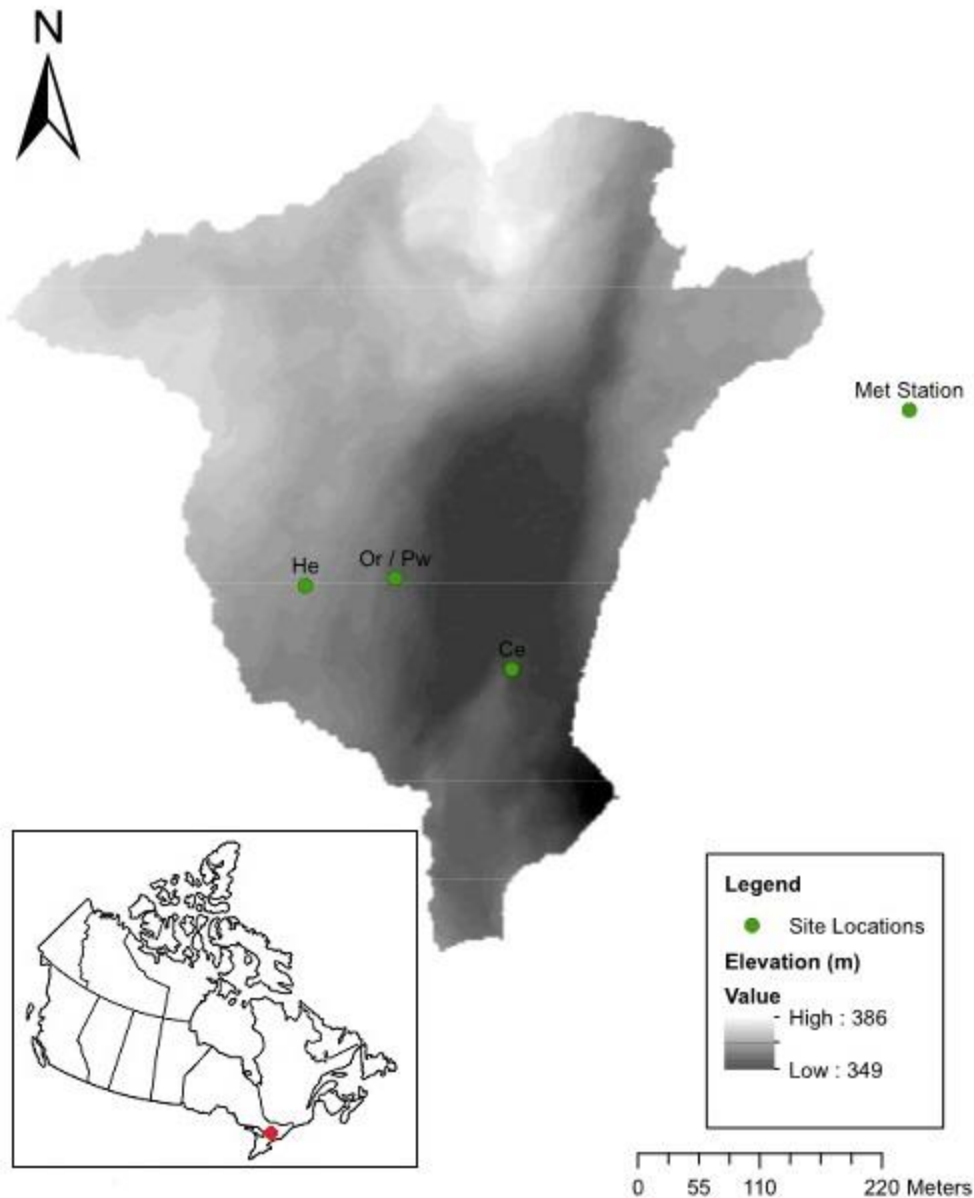 N
Met Station
He
Or / Pw
Ce
Legend
Site Locations
Elevation (m)
Value
High : 386
Low : 349
0 55 110 220 Meters